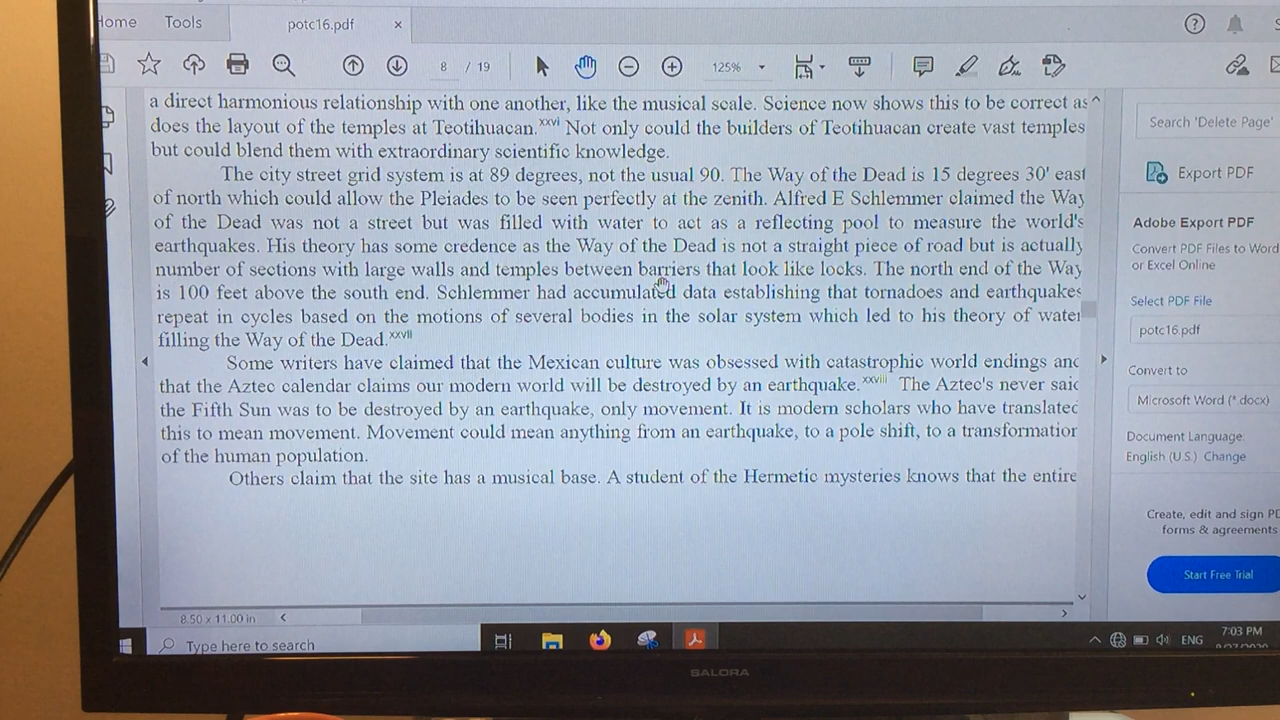 Home Tools potc16.pdf ×
8 / 19 125%
a direct harmonious relationship with one another, like the musical scale. Science now shows this to be correct as
does the layout of the temples at Teotihuacan.xxvi Not only could the builders of Teotihuacan create vast temples
but could blend them with extraordinary scientific knowledge.
The city street grid system is at 89 degrees, not the usual 90. The Way of the Dead is 15 degrees 30' east
of north which could allow the Pleiades to be seen perfectly at the zenith. Alfred E Schlemmer claimed the Way
of the Dead was not a street but was filled with water to act as a reflecting pool to measure the world's
earthquakes. His theory has some credence as the Way of the Dead is not a straight piece of road but is actually
number of sections with large walls and temples between barriers that look like locks. The north end of the Way
is 100 feet above the south end. Schlemmer had accumulated data establishing that tornadoes and earthquakes
repeat in cycles based on the motions of several bodies in the solar system which led to his theory of water
filling the Way of the Dead.xxvii
Some writers have claimed that the Mexican culture was obsessed with catastrophic world endings and
that the Aztec calendar claims our modern world will be destroyed by an earthquake.xxviii The Aztec's never said
the Fifth Sun was to be destroyed by an earthquake, only movement. It is modern scholars who have translated
this to mean movement. Movement could mean anything from an earthquake, to a pole shift, to a transformation
of the human population.
Others claim that the site has a musical base. A student of the Hermetic mysteries knows that the entire
8.50 x 11.00 in
Search 'Delete Page'
Export PDF
Adobe Export PDF
Convert PDF Files to Word
or Excel Online
Select PDF File
potc16.pdf
Convert to
Microsoft Word (*.docx)
Document Language:
English (U.S.) Change
Create, edit and sign
forms & agreements
Start Free Trial
Type here to search
ENG
7:03 PM
SALORA